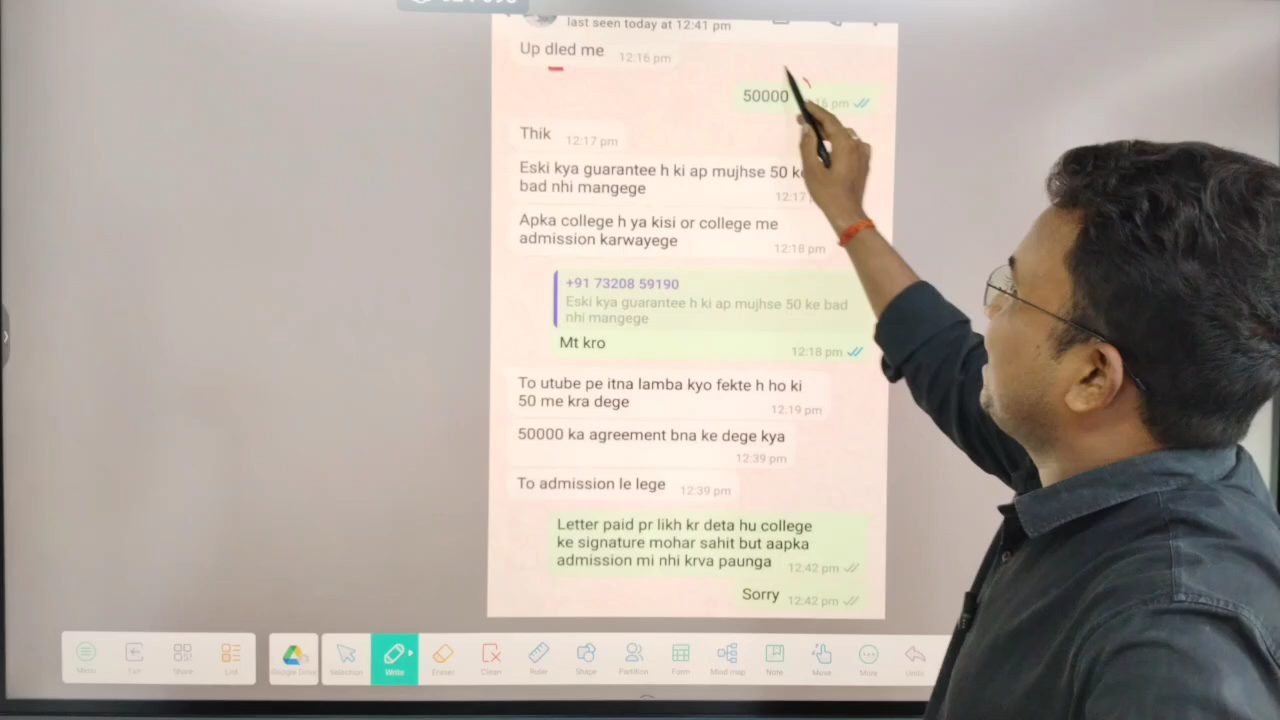 last seen today at 12:41 pm
Up dled me 12:16 pm
50000 pm
Thik 12:17 pm
Eski kya guarantee h ki ap mujhse 50
bad nhi mangege
12:17
Apka college h ya kisi or college me
admission karwayege 12:18 pm
+91 73208 59190
Eski kya guarantee h ki ap mujhse 50 ke bad
nhi mangege
Mt kro 12:18 pm
To utube pe itna lamba kyo fekte h ho ki
50 me kra dege 12:19 pm
50000 ka agreement bna ke dege kya
12:39 pm
To admission le lege 12:39 pm
Letter paid pr likh kr deta hu college
ke signature mohar sahit but aapka
admission mi nhi krva paunga 12:42 pm
Sorry 12:42 pm
Menu Share List Google Drive Selection Write Eraser Clean Ruler Shape Partition Form Mind map Note Move More Undo